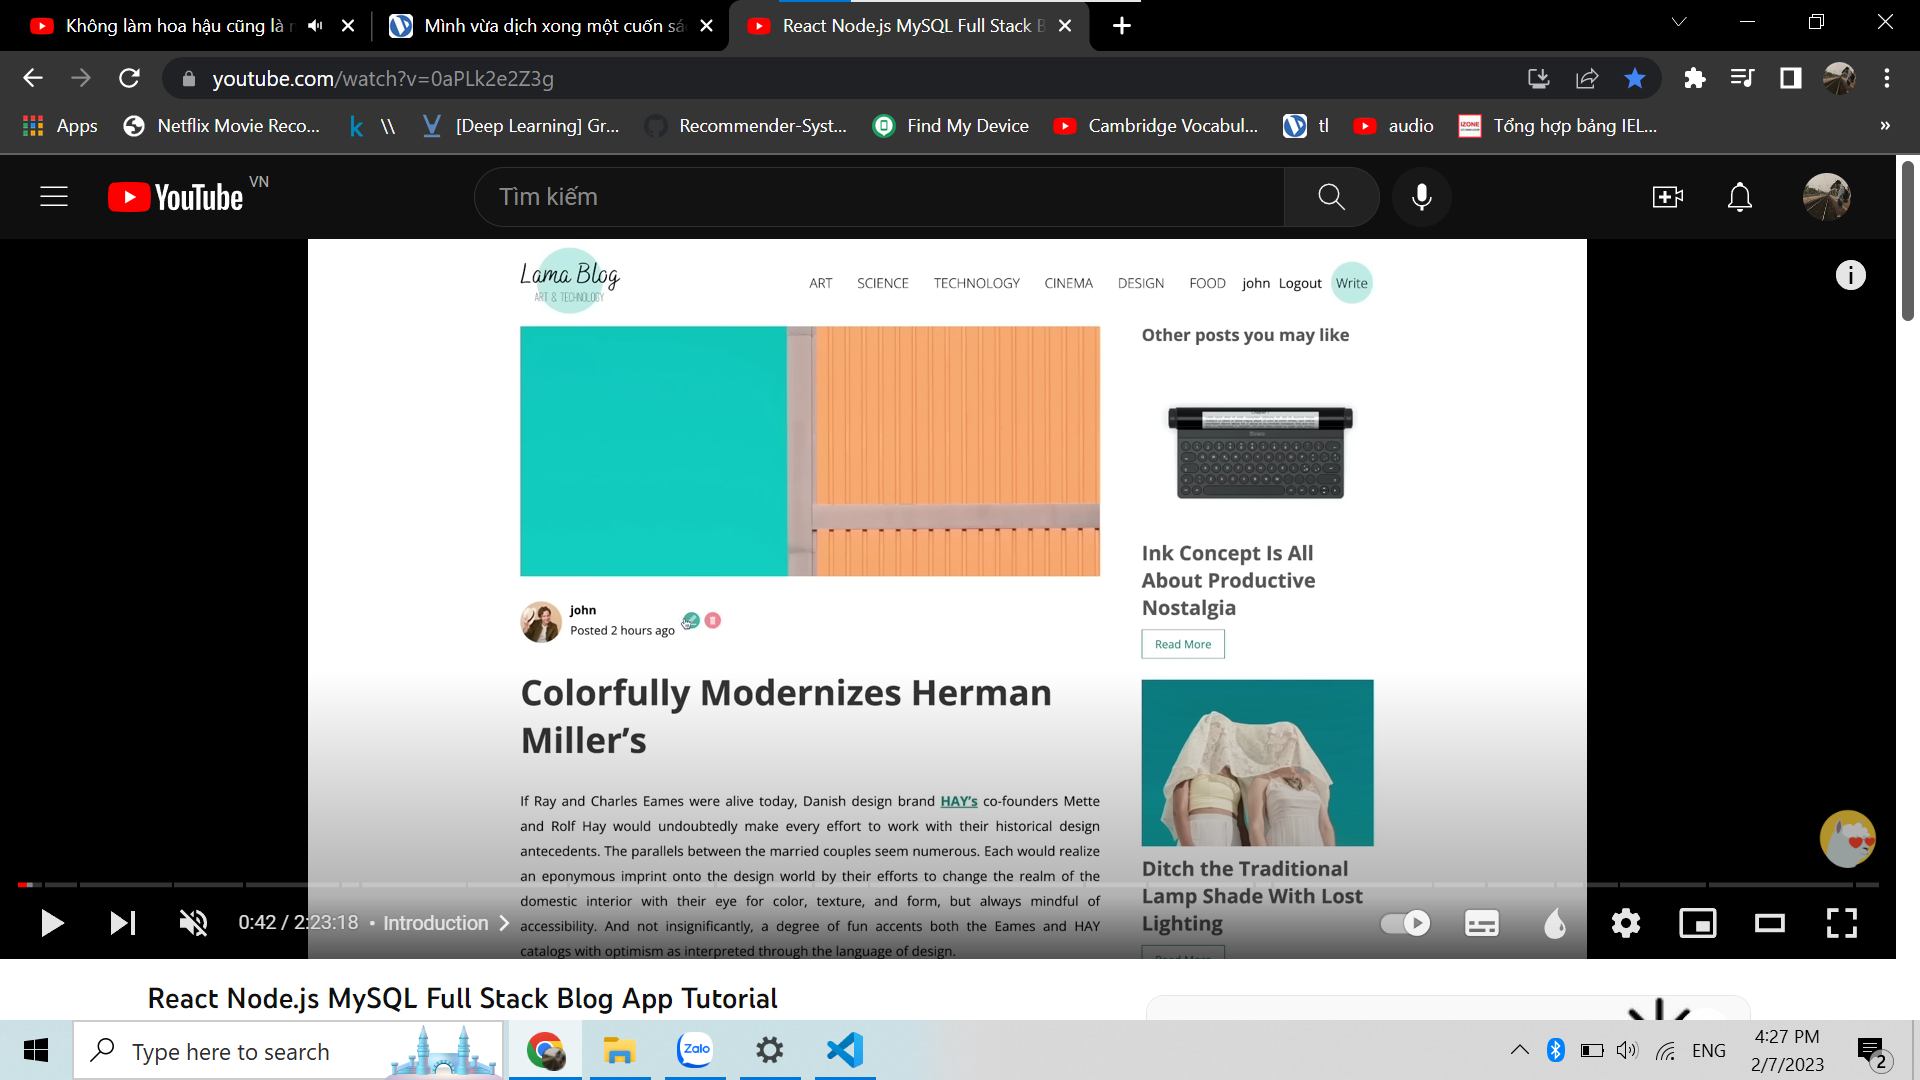 Không làm hoa hậu cũng là
Mình vừa dịch xong một cuốn sá
React Node.js MySQL Full Stack B
youtube.com/watch?v=0aPLk2e2Z3g
Apps
Netflix Movie Reco...
\\
[Deep Learning] Gr...
Recommender-Syst...
Find My Device
Cambridge Vocabul...
tl
audio
IZONE
Tổng hợp bảng IEL...
»
YouTube VN
Tìm kiếm
Lama Blog
ART & TECHNOLOGY
ART SCIENCE TECHNOLOGY CINEMA DESIGN FOOD john Logout Write
Other posts you may like
Ink Concept Is All
About Productive
Nostalgia
Read More
john
Posted 2 hours ago
Colorfully Modernizes Herman
Miller's
If Ray and Charles Eames were alive today, Danish design brand HAY's co-founders Mette
and Rolf Hay would undoubtedly make every effort to work with their historical design
antecedents. The parallels between the married couples seem numerous. Each would realize
an eponymous imprint onto the design world by their efforts to change the realm of the
domestic interior with their eye for color, texture, and form, but always mindful of
accessibility. And not insignificantly, a degree of fun accents both the Eames and HAY
catalogs with optimism as interpreted through the language of design.
Ditch the Traditional
Lamp Shade With Lost
Lighting
Read More
0:42 / 2:23:18 • Introduction
React Node.js MySQL Full Stack Blog App Tutorial
Type here to search
Zalo
ENG
4:27 PM
2/7/2023
2